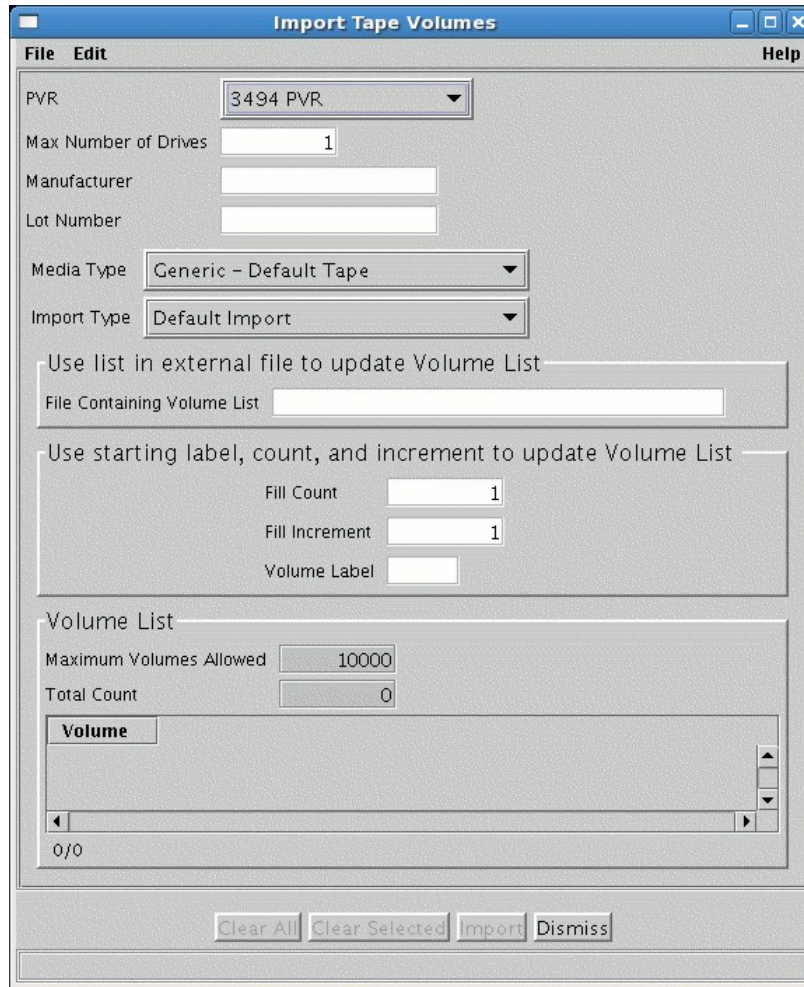 Import Tape Volumes
File Edit Help
PVR 3494 PVR
Max Number of Drives 1
Manufacturer
Lot Number
Media Type Generic – Default Tape
Import Type Default Import
Use list in external file to update Volume List
File Containing Volume List
Use starting label, count, and increment to update Volume List
Fill Count 1
Fill Increment 1
Volume Label
Volume List
Maximum Volumes Allowed 10000
Total Count 0
Volume
0/0
Clear All Clear Selected Import Dismiss